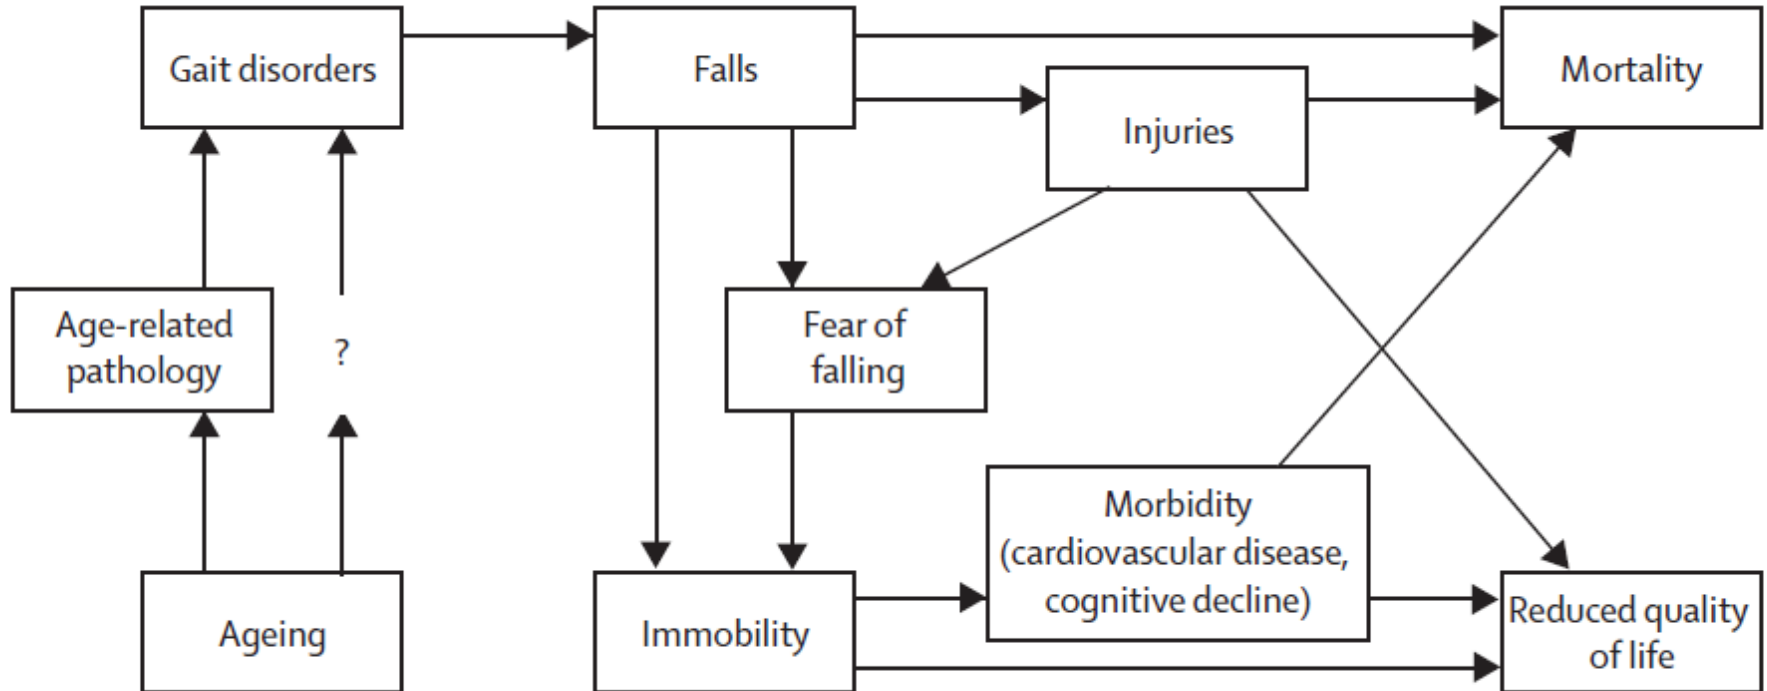 Gait disorders
Falls
Mortality
Injuries
Age-related
pathology
?
Fear of
falling
Morbidity
(cardiovascular disease,
cognitive decline)
Ageing
Immobility
Reduced quality
of life